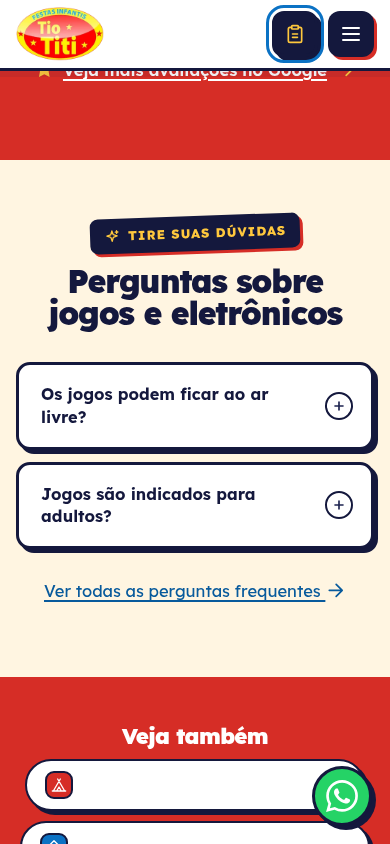 FESTAS INFANTIS
Tio
Titi
Veja mais avaliações no Google
TIRE SUAS DÚVIDAS
Perguntas sobre
jogos e eletrônicos
Os jogos podem ficar ao ar
livre?
Jogos são indicados para
adultos?
Ver todas as perguntas frequentes
Veja também